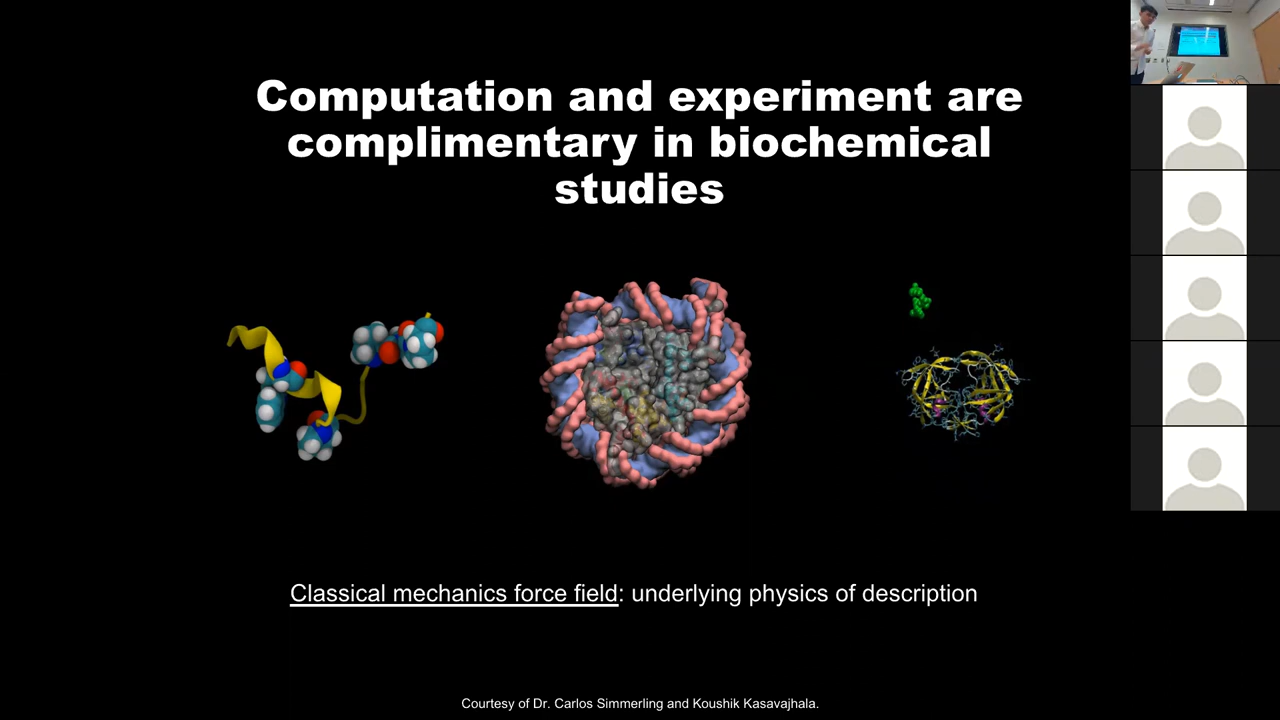 Computation and experiment are
complimentary in biochemical
studies
Classical mechanics force field: underlying physics of description
Courtesy of Dr. Carlos Simmerling and Koushik Kasavajhala.